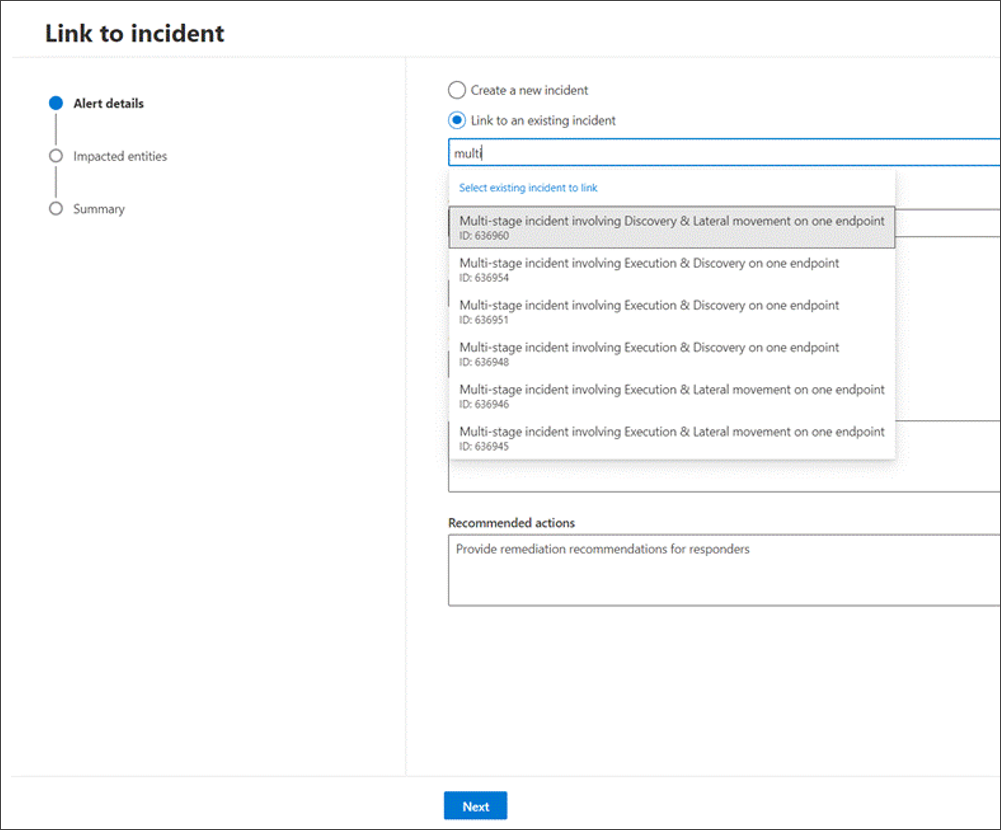 Link to incident
Alert details
Impacted entities
Summary
Create a new incident
Link to an existing incident
multi
Select existing incident to link
Multi-stage incident involving Discovery & Lateral movement on one endpoint
ID: 636960
Multi-stage incident involving Execution & Discovery on one endpoint
ID: 636954
Multi-stage incident involving Execution & Discovery on one endpoint
ID: 636951
Multi-stage incident involving Execution & Discovery on one endpoint
ID: 636948
Multi-stage incident involving Execution & Lateral movement on one endpoint
ID: 636946
Multi-stage incident involving Execution & Lateral movement on one endpoint
ID: 636945
Recommended actions
Provide remediation recommendations for responders
Next